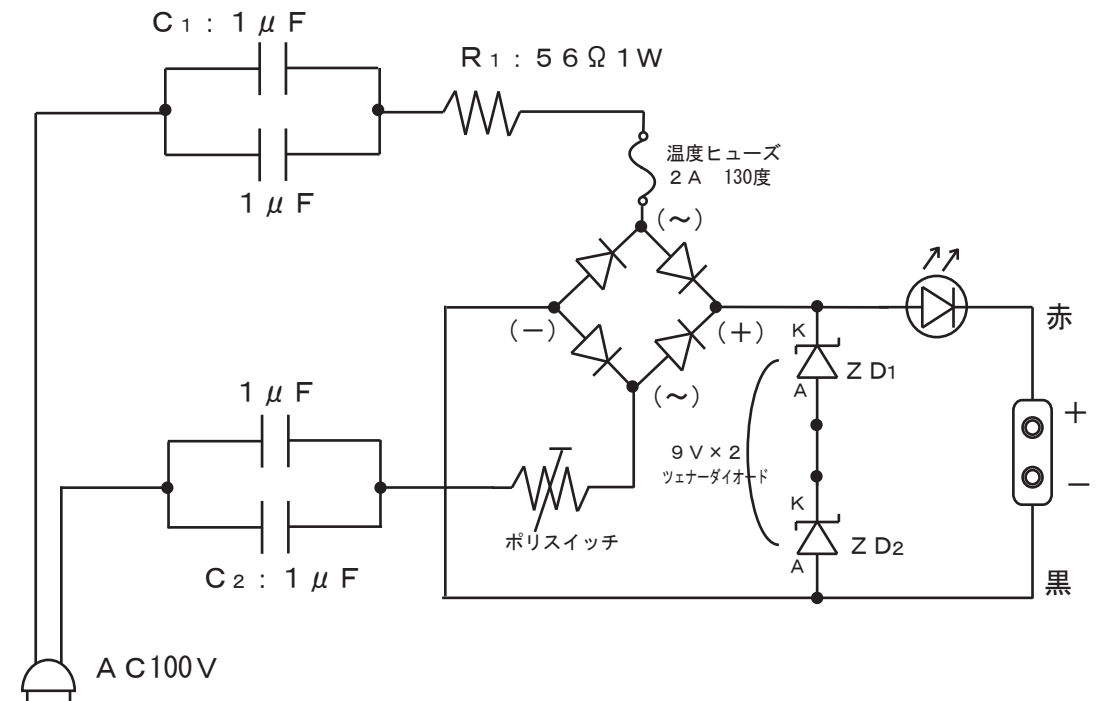 C1：1μF
R1：56Ω1W
1μF
温度ヒューズ
2A 130度
(～)
(－)
(＋)
(～)
赤
K
ZD1
A
＋
9V×2
ツェナーダイオード
－
1μF
K
ZD2
A
ポリスイッチ
C2：1μF
黒
AC100V